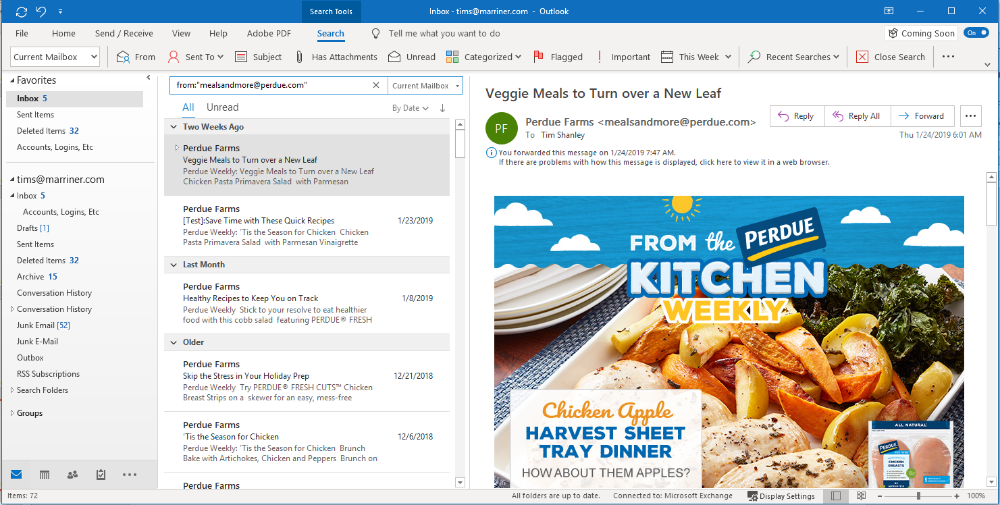 Search Tools
Inbox - tims@marriner.com - Outlook
File Home Send / Receive View Help Adobe PDF Search Tell me what you want to do Coming Soon On
Current Mailbox From Sent To Subject Has Attachments Unread Categorized Flagged Important This Week Recent Searches Close Search
Favorites
Inbox 5
Sent Items
Deleted Items 32
Accounts, Logins, Etc
tims@marriner.com
Inbox 5
Accounts, Logins, Etc
Drafts [1]
Sent Items
Deleted Items 32
Archive 15
Conversation History
Conversation History
Junk Email [52]
Junk E-Mail
Outbox
RSS Subscriptions
Search Folders
Groups
from:"mealsandmore@perdue.com" Current Mailbox
All Unread By Date
Two Weeks Ago
Perdue Farms
Veggie Meals to Turn over a New Leaf
Perdue Weekly: Veggie Meals to Turn over a New Leaf
Chicken Pasta Primavera Salad with Parmesan
Perdue Farms
[Test]:Save Time with These Quick Recipes 1/23/2019
Perdue Weekly: 'Tis the Season for Chicken Chicken
Pasta Primavera Salad with Parmesan Vinaigrette
Last Month
Perdue Farms
Healthy Recipes to Keep You on Track 1/8/2019
Perdue Weekly Stick to your resolve to eat healthier
food with this cobb salad featuring PERDUE® FRESH
Older
Perdue Farms
Skip the Stress in Your Holiday Prep 12/21/2018
Perdue Weekly Try PERDUE® FRESH CUTS™ Chicken
Breast Strips on a skewer for an easy, mess-free
Perdue Farms
'Tis the Season for Chicken 12/6/2018
Perdue Weekly: 'Tis the Season for Chicken Brunch
Bake with Artichokes, Chicken and Peppers Brunch on
Perdue Farms
Veggie Meals to Turn over a New Leaf
PF
Perdue Farms <mealsandmore@perdue.com>
To Tim Shanley
Reply Reply All Forward
Thu 1/24/2019 6:01 AM
You forwarded this message on 1/24/2019 7:47 AM.
If there are problems with how this message is displayed, click here to view it in a web browser.
FROM the PERDUE
KITCHEN
WEEKLY
Chicken Apple
HARVEST SHEET
TRAY DINNER
HOW ABOUT THEM APPLES?
ALL NATURAL
PERDUE
CHICKEN
BREASTS
Items: 72
All folders are up to date. Connected to: Microsoft Exchange Display Settings 100%